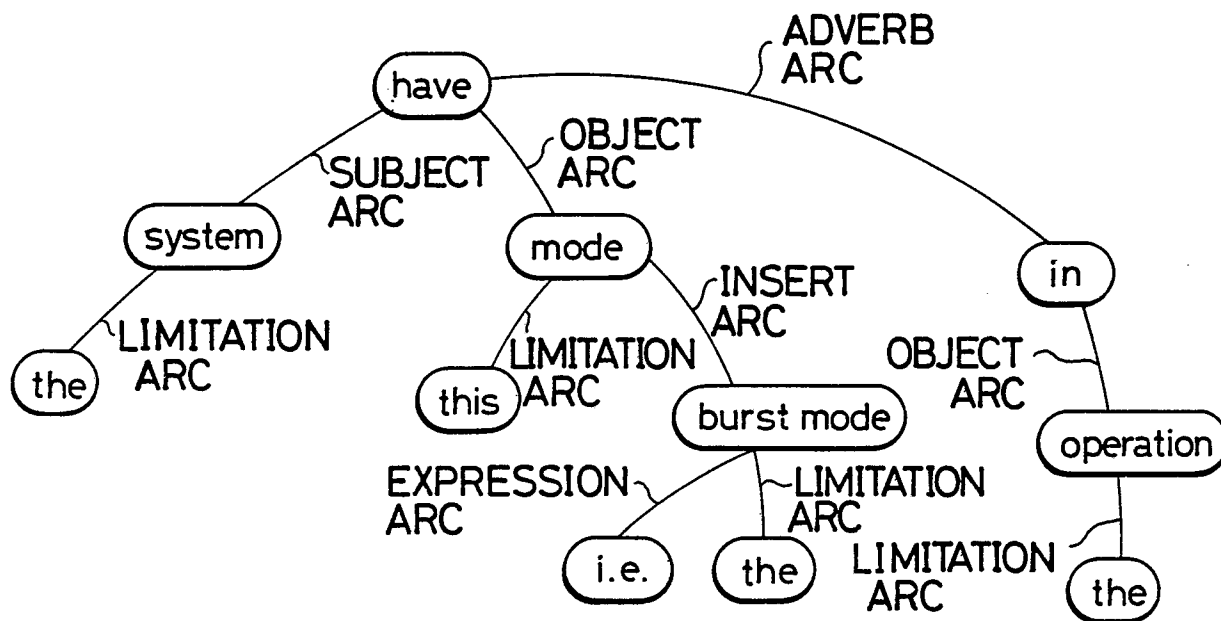 ADVERB
ARC
have
OBJECT
ARC
SUBJECT
ARC
system
mode
in
INSERT
ARC
LIMITATION
ARC
LIMITATION
ARC
OBJECT
ARC
the
this
burst mode
operation
EXPRESSION
ARC
LIMITATION
ARC
LIMITATION
ARC
i.e.
the
the